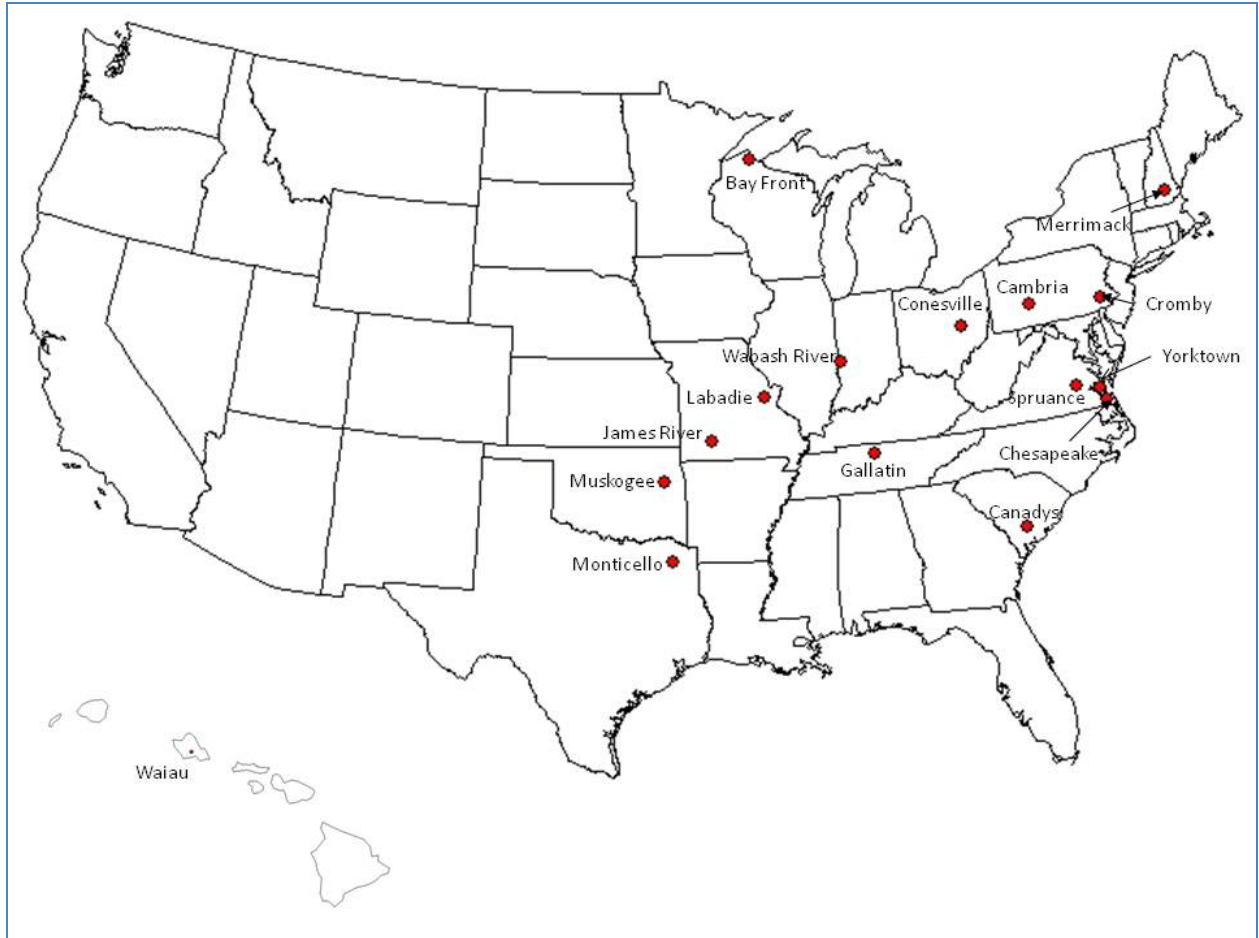 Bay Front
Merrimack
Cambria
Conesville
Cromby
Wabash River
Yorktown
Labadie
Spruance
James River
Chesapeake
Gallatin
Muskogee
Canadys
Monticello
Waiau